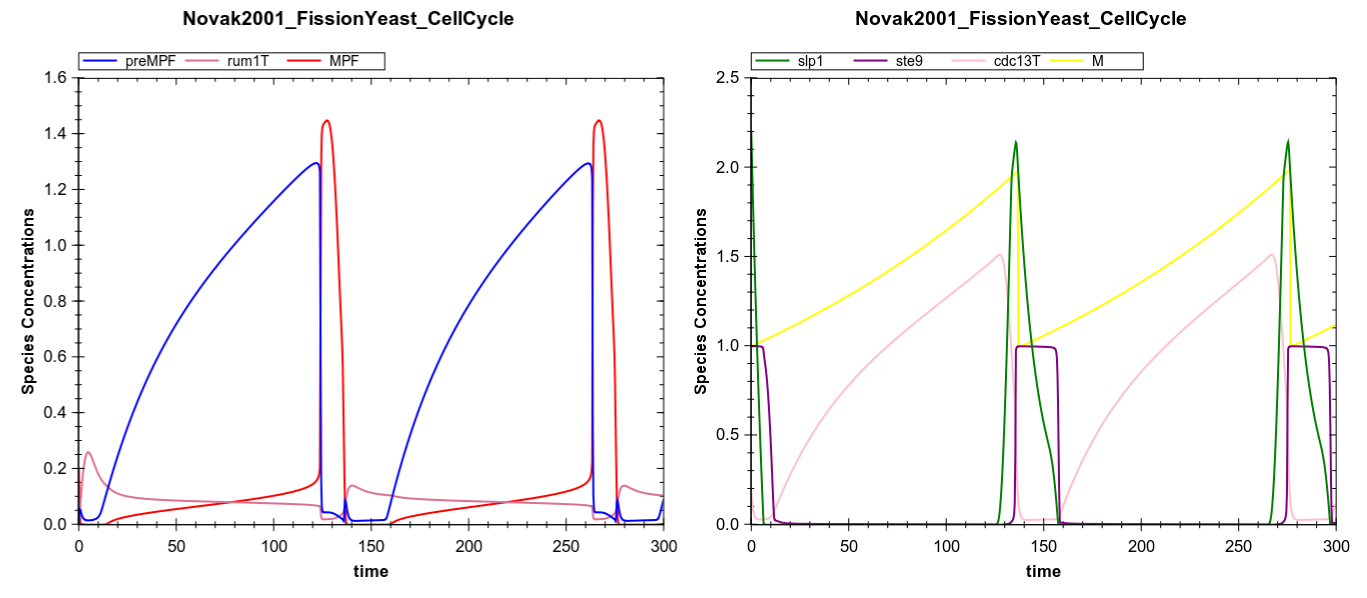 Novak2001_FissionYeast_CellCycle
preMPF rum1T MPF
1.6
1.4
1.2
1.0
0.8
0.6
0.4
0.2
0.0
Species Concentrations
0 50 100 150 200 250 300
time
Novak2001_FissionYeast_CellCycle
slp1 ste9 cdc13T M
2.5
2.0
1.5
1.0
0.5
0.0
Species Concentrations
0 50 100 150 200 250 300
time